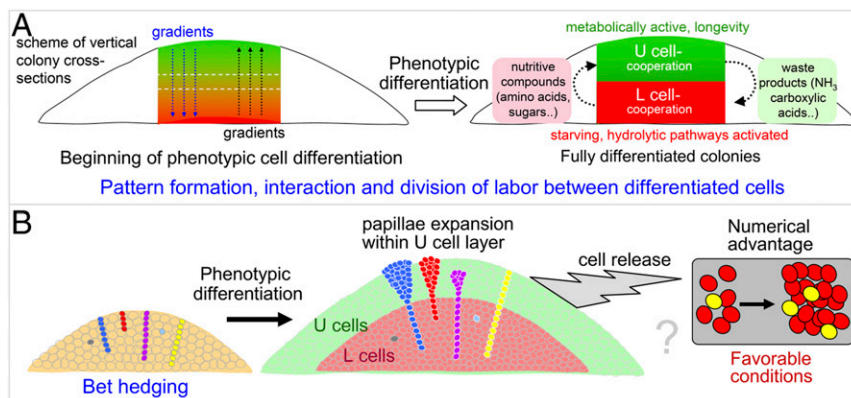 A
scheme of vertical
colony cross-
sections
gradients
gradients
Beginning of phenotypic cell differentiation
Phenotypic
differentiation
metabolically active, longevity
nutritive
compounds
(amino acids,
sugars..)
U cell-
cooperation
L cell-
cooperation
waste
products (NH3
carboxylic
acids..)
starving, hydrolytic pathways activated
Fully differentiated colonies
Pattern formation, interaction and division of labor between differentiated cells
B
Bet hedging
Phenotypic
differentiation
papillae expansion
within U cell layer
U cells
L cells
cell release
?
Numerical
advantage
Favorable
conditions